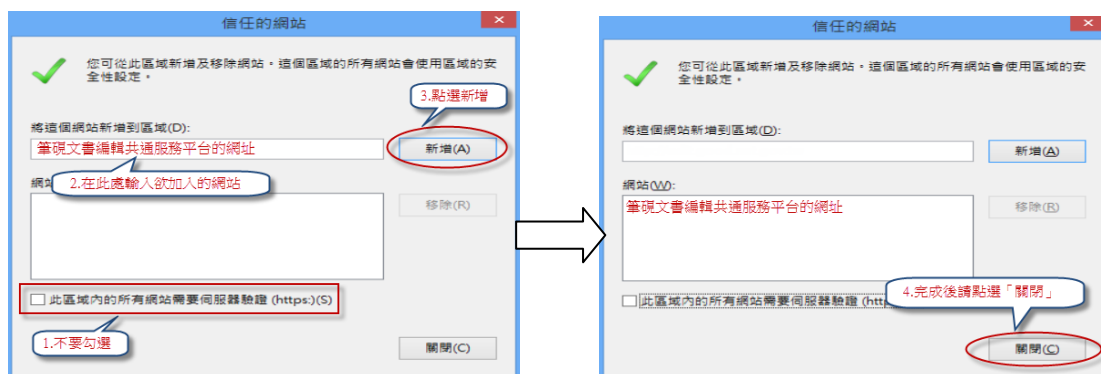 信任的網站
您可從此區域新增及移除網站。這個區域的所有網站會使用區域的安
全性設定。
3.點選新增
將這個網站新增到區域(D):
筆硯文書編輯共通服務平台的網址
新增(A)
2.在此處輸入欲加入的網站
網站
移除(R)
此區域內的所有網站需要伺服器驗證 (https:)(S)
1.不要勾選
關閉(C)
信任的網站
您可從此區域新增及移除網站。這個區域的所有網站會使用區域的安
全性設定。
將這個網站新增到區域(D):
新增(A)
網站(W):
筆硯文書編輯共通服務平台的網址
移除(R)
此區域內的所有網站需要伺服器驗證 (http
4.完成後請點選「關閉」
關閉(C)